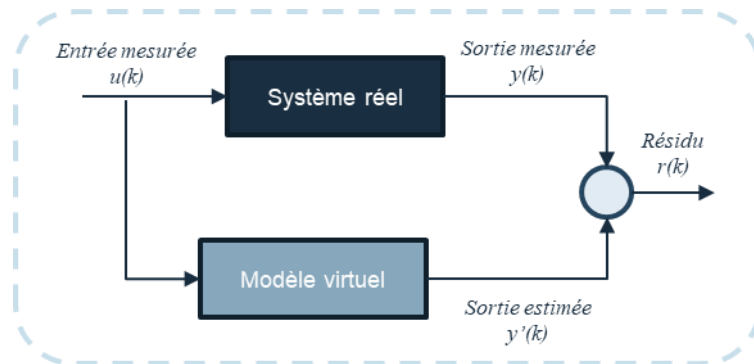 Entrée mesurée
u(k)
Système réel
Sortie mesurée
y(k)
Résidu
r(k)
Modèle virtuel
Sortie estimée
y’(k)